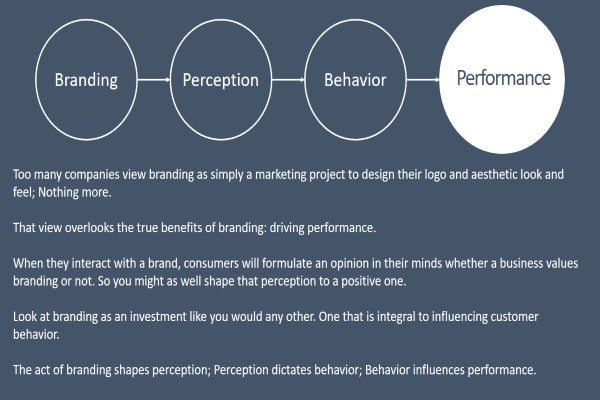 Branding
Perception
Behavior
Performance
Too many companies view branding as simply a marketing project to design their logo and aesthetic look and
feel; Nothing more.
That view overlooks the true benefits of branding: driving performance.
When they interact with a brand, consumers will formulate an opinion in their minds whether a business values
branding or not. So you might as well shape that perception to a positive one.
Look at branding as an investment like you would any other. One that is integral to influencing customer
behavior.
The act of branding shapes perception; Perception dictates behavior; Behavior influences performance.